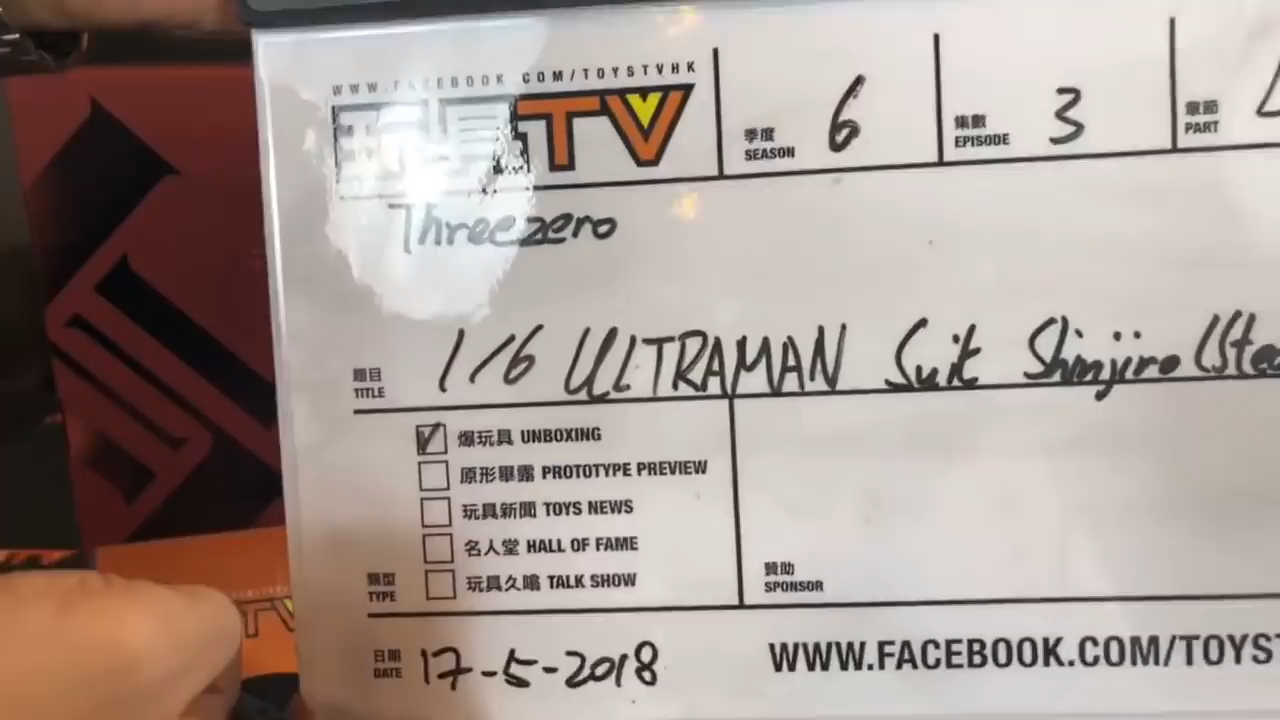 WWW.FACEBOOK.COM/TOYSTVHK
玩具TV
季度 SEASON 6
集數 EPISODE 3
章節 PART
Threezero
題目 TITLE 1/6 ULTRAMAN Suit Shinjiro (Stea
爆玩具 UNBOXING
原形畢露 PROTOTYPE PREVIEW
玩具新聞 TOYS NEWS
名人堂 HALL OF FAME
玩具久噏 TALK SHOW
類型 TYPE
贊助 SPONSOR
日期 DATE 17-5-2018
WWW.FACEBOOK.COM/TOYST
TV